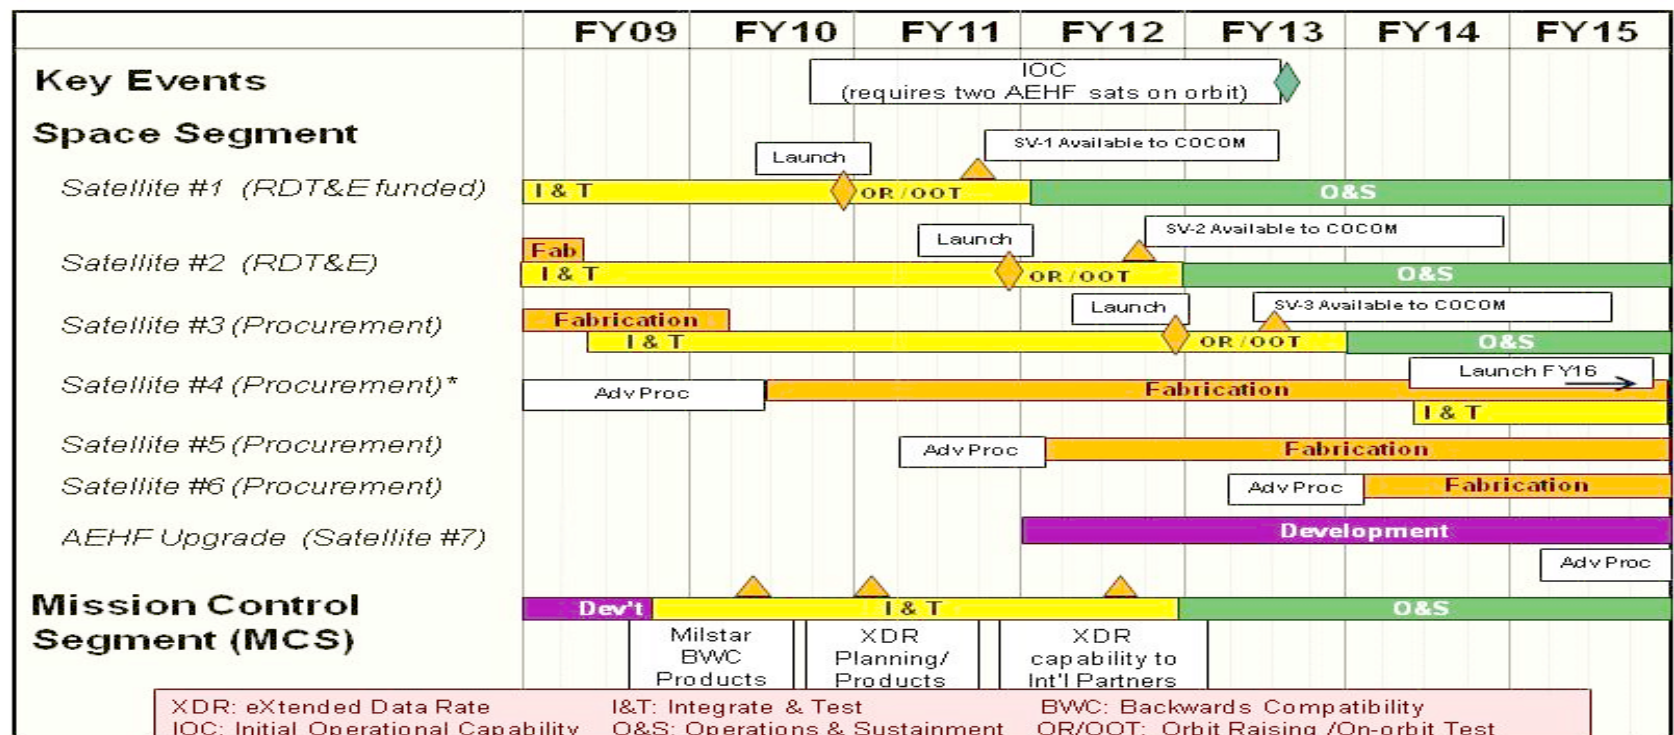 FY09 FY10 FY11 FY12 FY13 FY14 FY15
Key Events
IOC
(requires two AEHF sats on orbit)
Space Segment
Launch
SV-1 Available to COCOM
Satellite #1 (RDT&E funded)
I & T
OR/OOT
O&S
Launch
SV-2 Available to COCOM
Satellite #2 (RDT&E)
Fab
I & T
OR/OOT
O&S
Launch
SV-3 Available to COCOM
Satellite #3 (Procurement)
Fabrication
I & T
OR/OOT
O&S
Satellite #4 (Procurement)*
Adv Proc
Fabrication
Launch FY16
I & T
Satellite #5 (Procurement)
Adv Proc
Fabrication
Satellite #6 (Procurement)
Adv Proc
Fabrication
AEHF Upgrade (Satellite #7)
Development
Adv Proc
Mission Control
Segment (MCS)
Dev't
I & T
O&S
Milstar
BWC
Products
XDR
Planning/
Products
XDR
capability to
Int'l Partners
XDR: eXtended Data Rate I&T: Integrate & Test BWC: Backwards Compatibility
IOC: Initial Operational Capability O&S: Operations & Sustainment OR/OOT: Orbit Raising /On-orbit Test